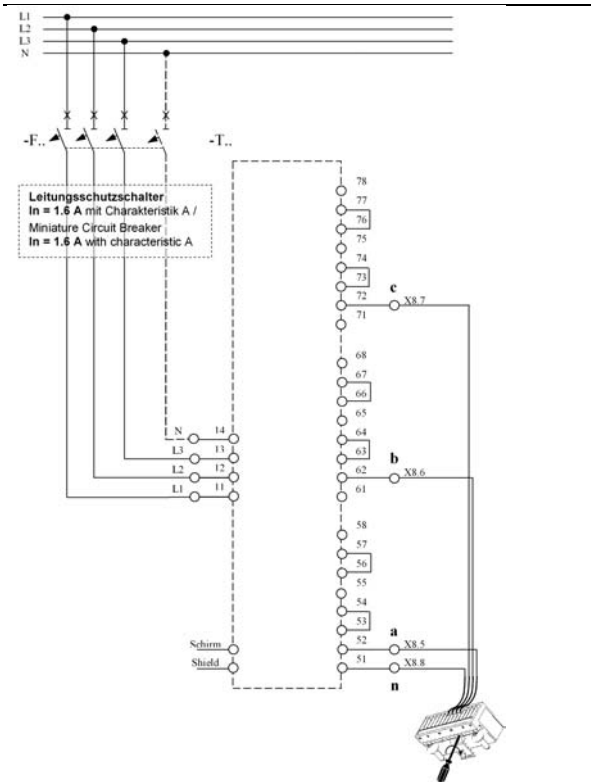 L1
L2
L3
N
-F..
-T..
Leitungsschutzschalter
In = 1.6 A mit Charakteristik A /
Miniature Circuit Breaker
In = 1.6 A with characteristic A
78
77
76
75
74
73
72
c
X8.7
71
68
67
66
65
64
63
62
b
X8.6
61
N
14
L3
13
L2
12
L1
11
58
57
56
55
54
53
52
a
X8.5
51
X8.8
n
Schirm
Shield